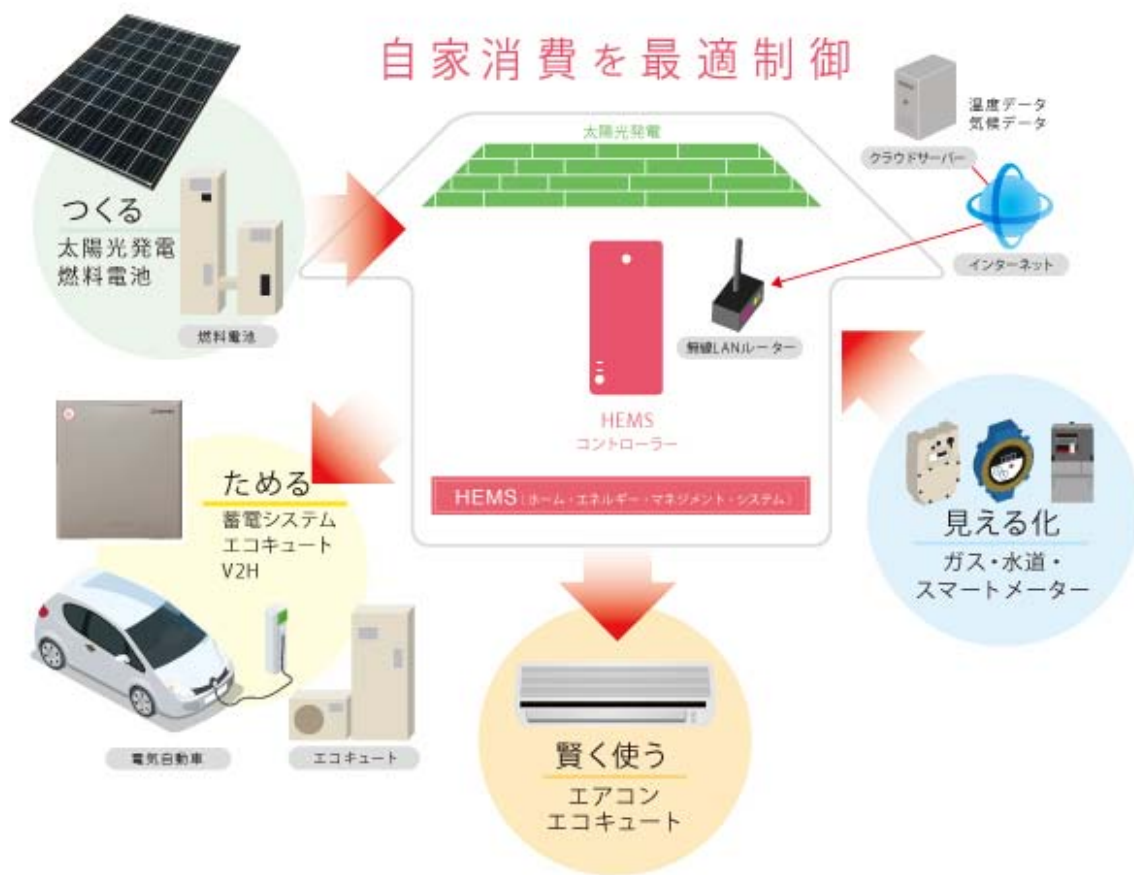 自家消費を最適制御
太陽光発電
温度データ
気候データ
クラウドサーバー
インターネット
無線LANルーター
つくる
太陽光発電
燃料電池
燃料電池
HEMS
コントローラー
HEMS(ホーム・エネルギー・マネジメント・システム)
ためる
蓄電システム
エコキュート
V2H
電気自動車
エコキュート
見える化
ガス・水道・
スマートメーター
賢く使う
エアコン
エコキュート